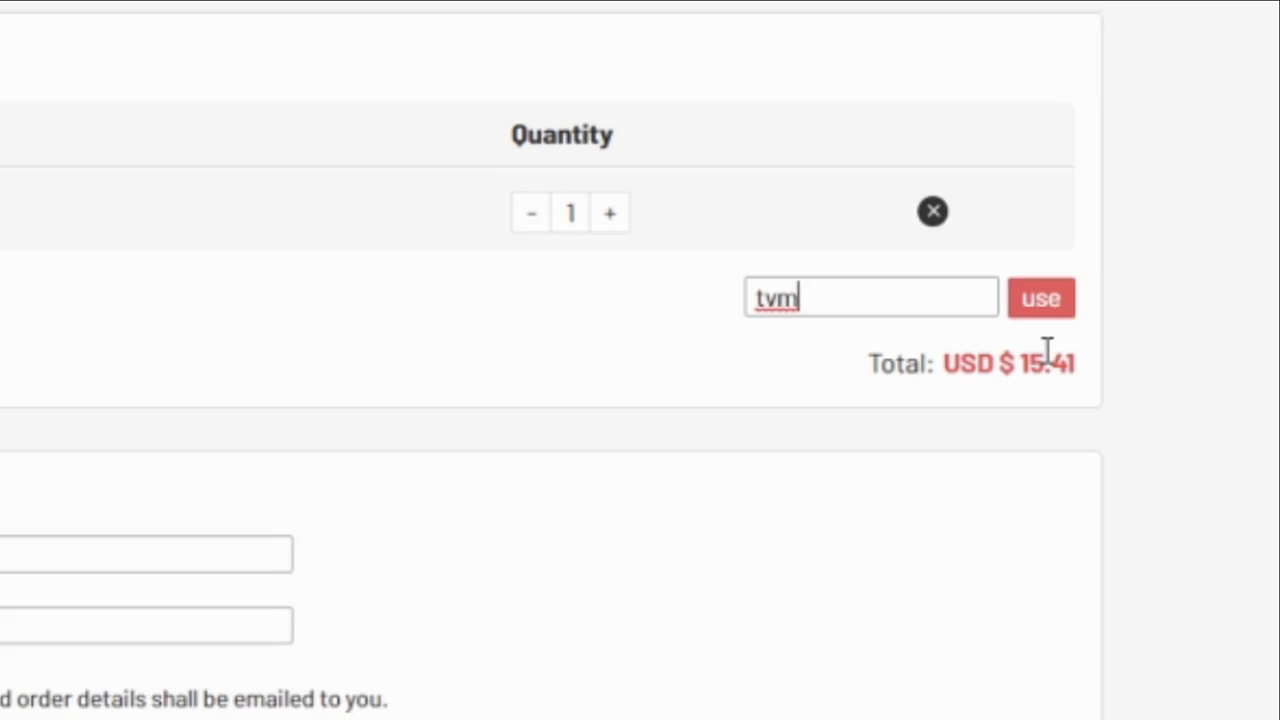 Quantity
- 1 +
tvm use
Total: USD $ 15.41
d order details shall be emailed to you.